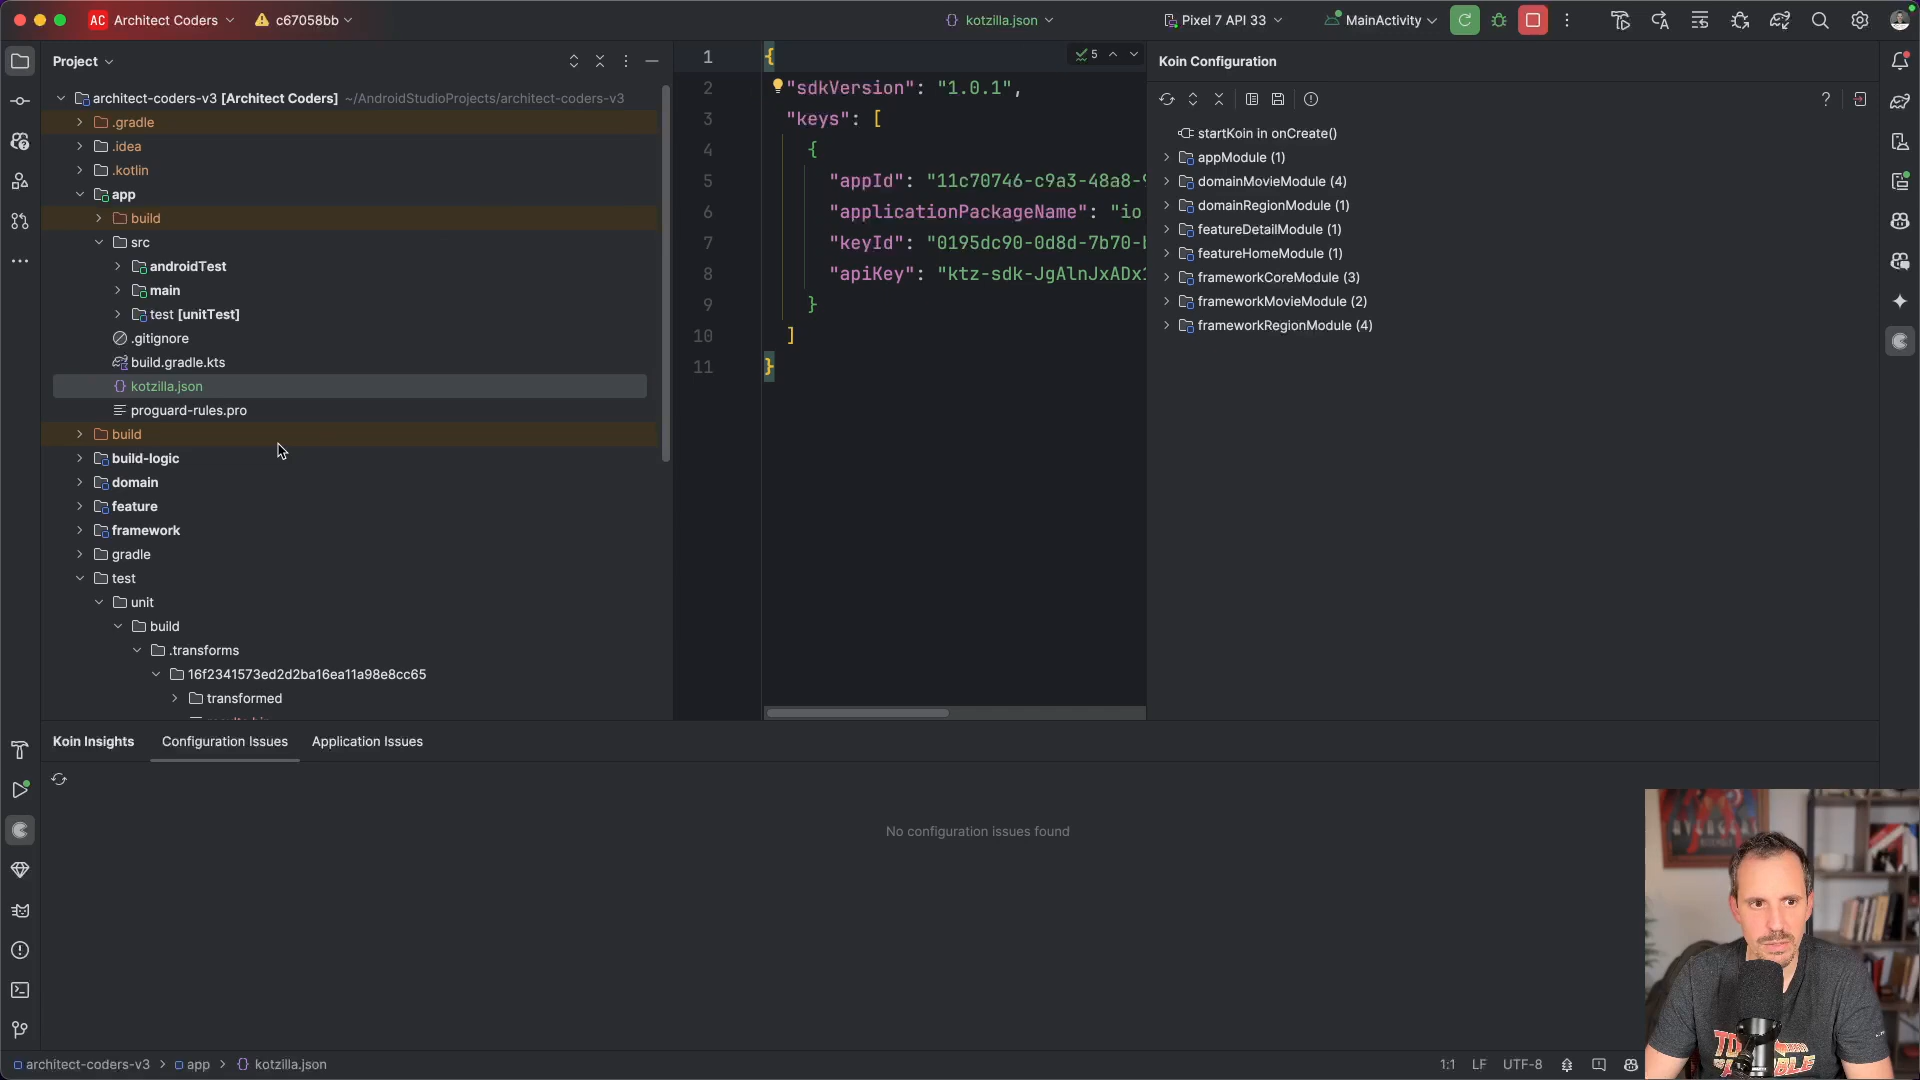 AC Architect Coders
c67058bb
kotzilla.json
Pixel 7 API 33
MainActivity
Project
architect-coders-v3 [Architect Coders] ~/AndroidStudioProjects/architect-coders-v3
.gradle
.idea
.kotlin
app
build
src
androidTest
main
test [unitTest]
.gitignore
build.gradle.kts
kotzilla.json
proguard-rules.pro
build
build-logic
domain
feature
framework
gradle
test
unit
build
.transforms
16f2341573ed2d2ba16ea11a98e8cc65
transformed
1 {
5
2 "sdkVersion": "1.0.1",
3 "keys": [
4 {
5 "appId": "11c70746-c9a3-48a8-
6 "applicationPackageName": "io
7 "keyId": "0195dc90-0d8d-7b70-
8 "apiKey": "ktz-sdk-JgAlnJxADx
9 }
10 ]
11 }
Koin Configuration
?
startKoin in onCreate()
appModule (1)
domainMovieModule (4)
domainRegionModule (1)
featureDetailModule (1)
featureHomeModule (1)
frameworkCoreModule (3)
frameworkMovieModule (2)
frameworkRegionModule (4)
Koin Insights
Configuration Issues
Application Issues
No configuration issues found
AVENGERS
architect-coders-v3 > app > kotzilla.json
1:1 LF UTF-8